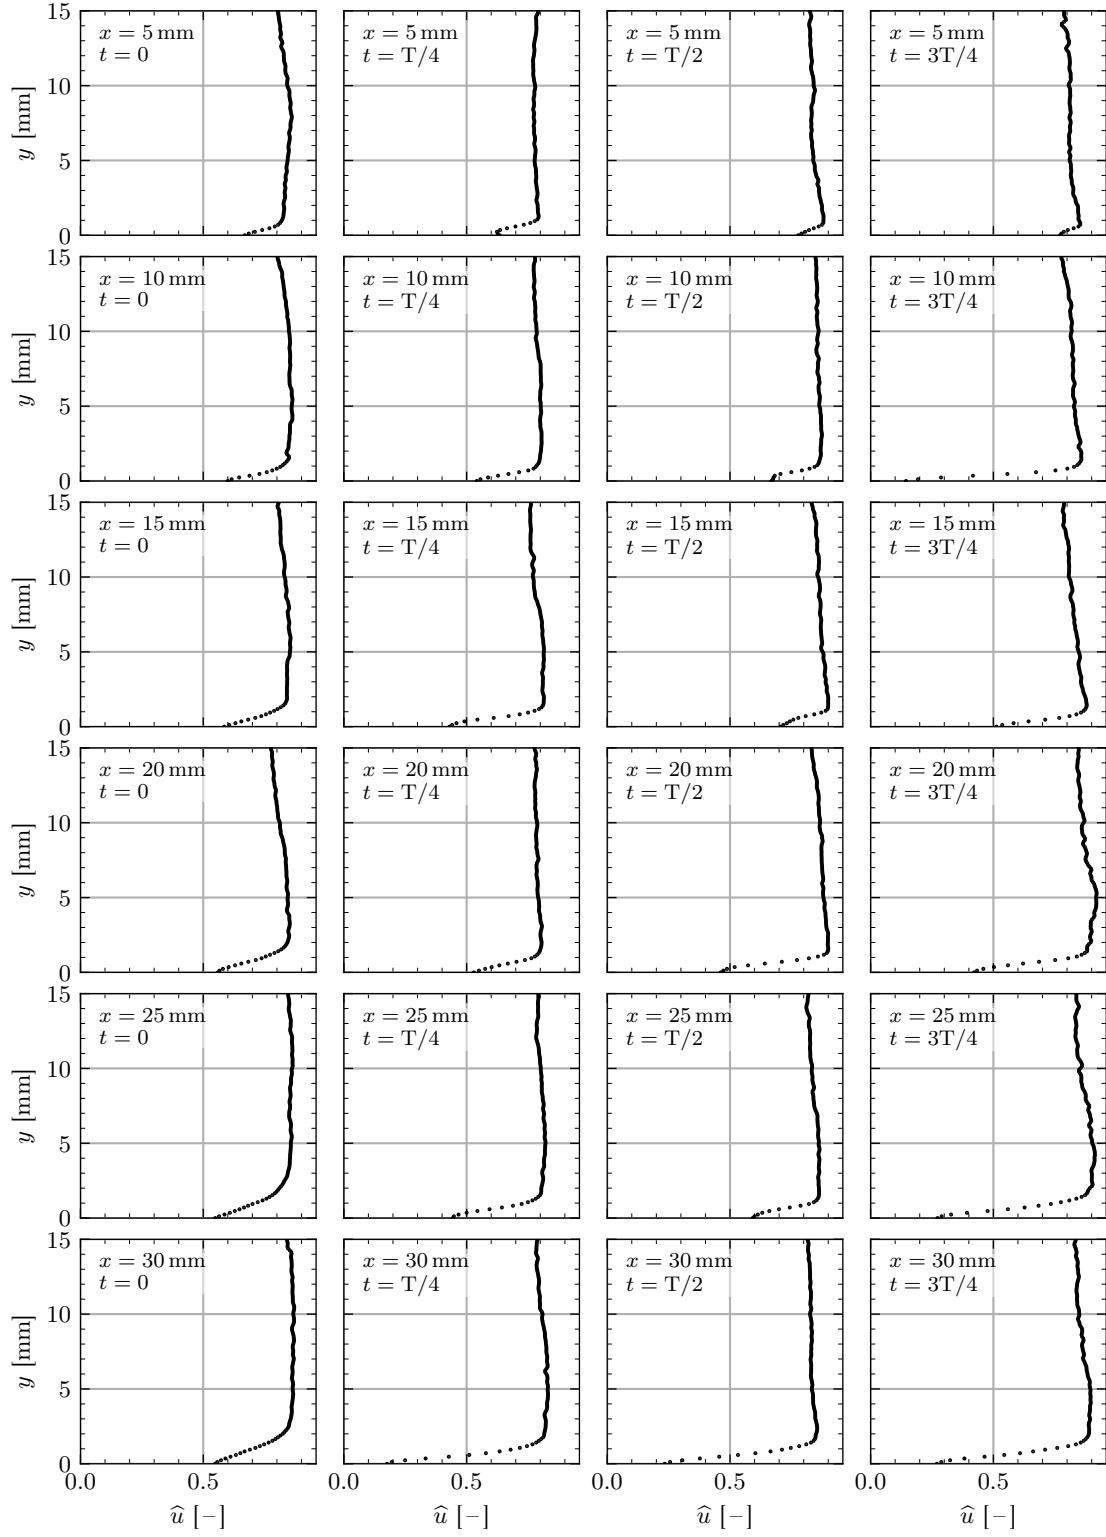 15
10
5
0
y [mm]
x = 5 mm
t = 0
x = 5 mm
t = T/4
x = 5 mm
t = T/2
x = 5 mm
t = 3T/4
15
10
5
0
y [mm]
x = 10 mm
t = 0
x = 10 mm
t = T/4
x = 10 mm
t = T/2
x = 10 mm
t = 3T/4
15
10
5
0
y [mm]
x = 15 mm
t = 0
x = 15 mm
t = T/4
x = 15 mm
t = T/2
x = 15 mm
t = 3T/4
15
10
5
0
y [mm]
x = 20 mm
t = 0
x = 20 mm
t = T/4
x = 20 mm
t = T/2
x = 20 mm
t = 3T/4
15
10
5
0
y [mm]
x = 25 mm
t = 0
x = 25 mm
t = T/4
x = 25 mm
t = T/2
x = 25 mm
t = 3T/4
15
10
5
0
y [mm]
x = 30 mm
t = 0
x = 30 mm
t = T/4
x = 30 mm
t = T/2
x = 30 mm
t = 3T/4
0.0 0.5 0.0 0.5 0.0 0.5 0.0 0.5
û [–] û [–] û [–] û [–]